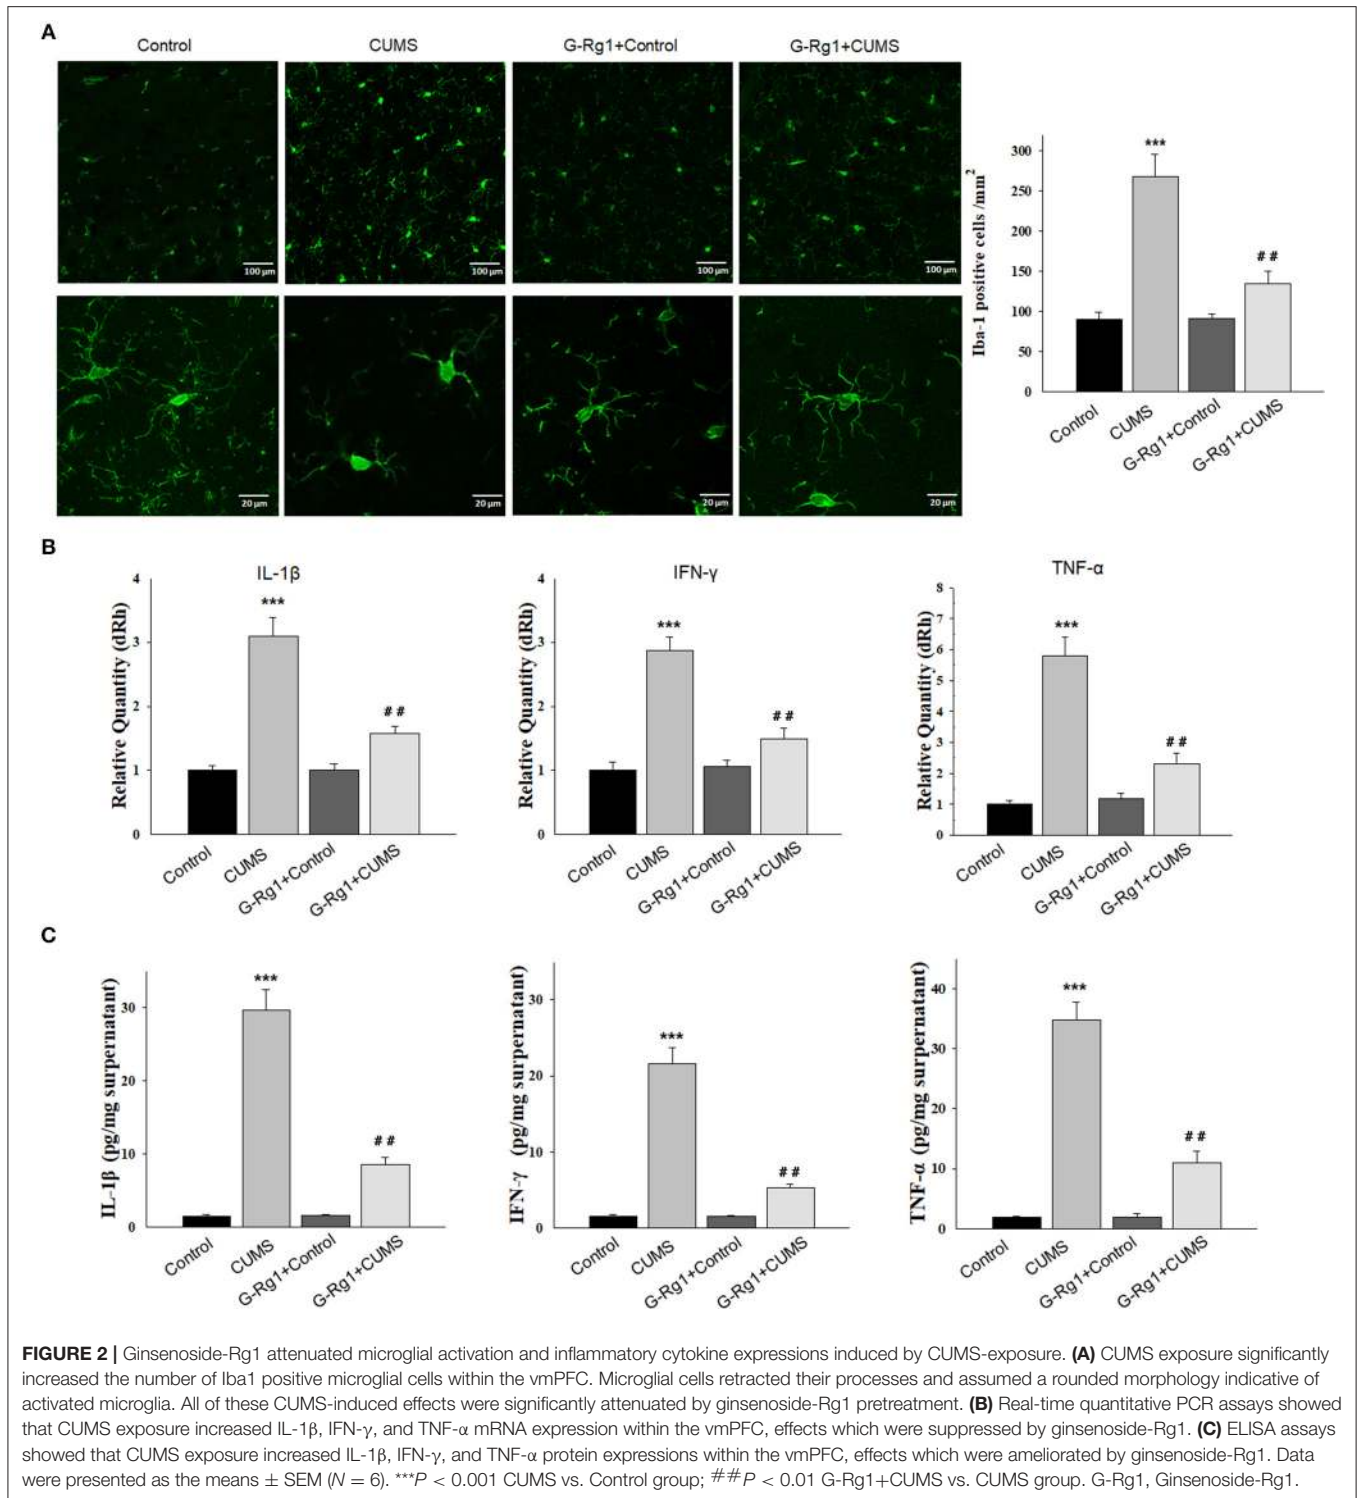 A
Control
CUMS
G-Rg1+Control
G-Rg1+CUMS
100 µm
100 µm
100 µm
100 µm
20 µm
20 µm
20 µm
20 µm
Iba-1 positive cells /mm²
300
250
200
150
100
50
0
***
##
Control
CUMS
G-Rg1+Control
G-Rg1+CUMS
B
IL-1β
Relative Quantity (dRh)
4
3
2
1
0
***
##
Control
CUMS
G-Rg1+Control
G-Rg1+CUMS
IFN-γ
Relative Quantity (dRh)
4
3
2
1
0
***
##
Control
CUMS
G-Rg1+Control
G-Rg1+CUMS
TNF-α
Relative Quantity (dRh)
8
7
6
5
4
3
2
1
0
***
##
Control
CUMS
G-Rg1+Control
G-Rg1+CUMS
C
IL-1β (pg/mg surpernatant)
30
20
10
0
***
##
Control
CUMS
G-Rg1+Control
G-Rg1+CUMS
IFN-γ (pg/mg surpernatant)
30
20
10
0
***
##
Control
CUMS
G-Rg1+Control
G-Rg1+CUMS
TNF-α (pg/mg surpernatant)
40
30
20
10
0
***
##
Control
CUMS
G-Rg1+Control
G-Rg1+CUMS
FIGURE 2 | Ginsenoside-Rg1 attenuated microglial activation and inflammatory cytokine expressions induced by CUMS-exposure. (A) CUMS exposure significantly
increased the number of Iba1 positive microglial cells within the vmPFC. Microglial cells retracted their processes and assumed a rounded morphology indicative of
activated microglia. All of these CUMS-induced effects were significantly attenuated by ginsenoside-Rg1 pretreatment. (B) Real-time quantitative PCR assays showed
that CUMS exposure increased IL-1β, IFN-γ, and TNF-α mRNA expression within the vmPFC, effects which were suppressed by ginsenoside-Rg1. (C) ELISA assays
showed that CUMS exposure increased IL-1β, IFN-γ, and TNF-α protein expressions within the vmPFC, effects which were ameliorated by ginsenoside-Rg1. Data
were presented as the means ± SEM (N = 6). ***P < 0.001 CUMS vs. Control group; ##P < 0.01 G-Rg1+CUMS vs. CUMS group. G-Rg1, Ginsenoside-Rg1.